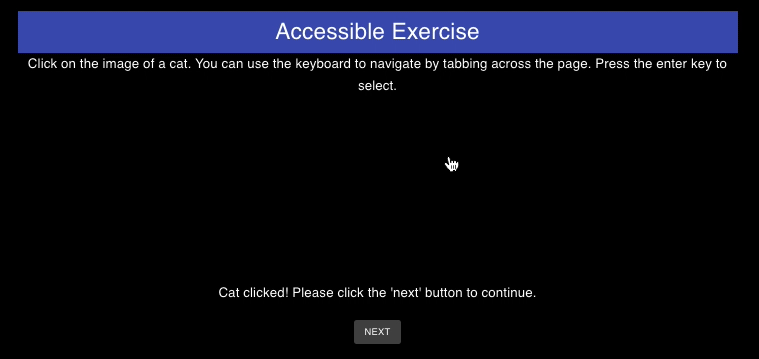 Accessible Exercise
Click on the image of a cat. You can use the keyboard to navigate by tabbing across the page. Press the enter key to
select.
Cat clicked! Please click the 'next' button to continue.
NEXT